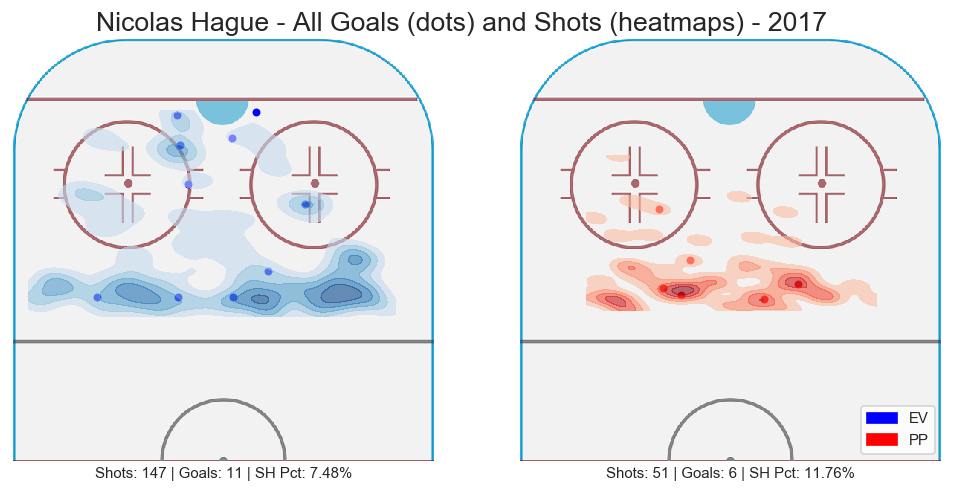 Nicolas Hague - All Goals (dots) and Shots (heatmaps) - 2017
EV
PP
Shots: 147 | Goals: 11 | SH Pct: 7.48%
Shots: 51 | Goals: 6 | SH Pct: 11.76%